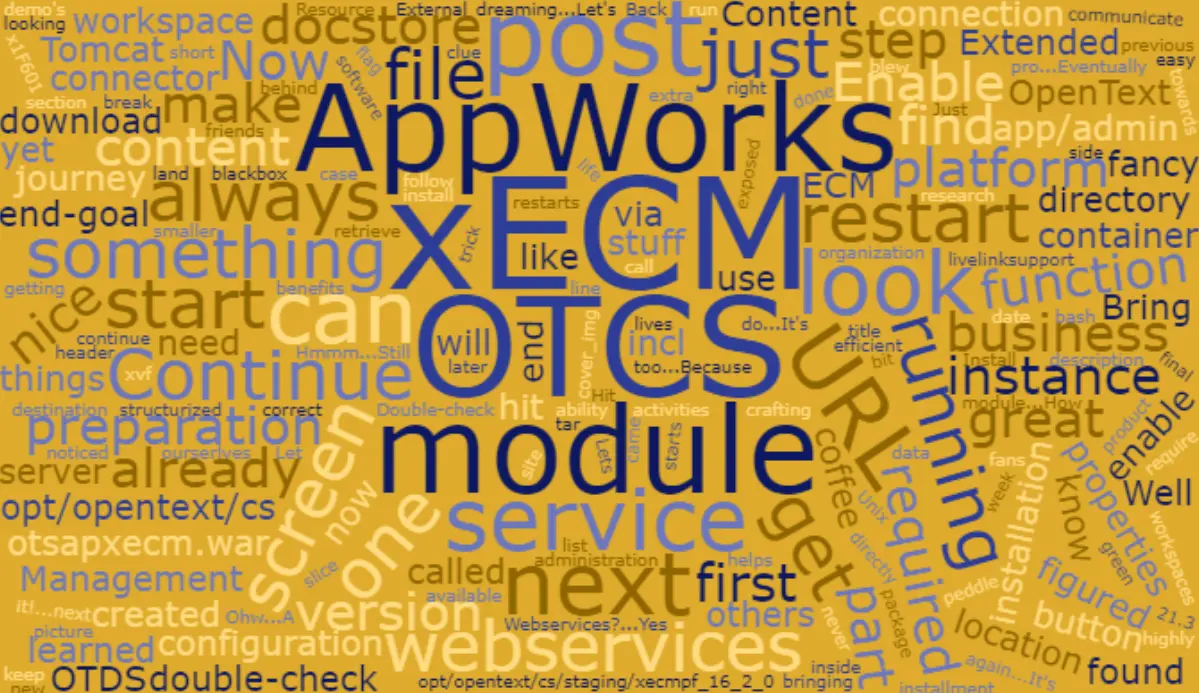 demo's
Resource
External
dreaming...Let's
Back
run
Content
connection
communicate
looking
workspace
docstore
post
just
step
Extended
previous
x1F601
Tomcat
short
Now
flag
software
clue
file
blew
pro...Eventually
easy
connector
behind
extra
right
done
Enable
OpenText
towards
section
break
make
AppWorks
Just
find
app/admin
download
friends
yet
content
exposed
platform
side
fancy
journey
land
blackbox
case
follow
install
life
ECM
research
directory
end-goal
always
restarts
via
restart
container
smaller
retrieve
trick
xECM
stuff
something
like
call
use
organization
livelinksupport
look
function
getting
benefits
line
nice
start
can
OTCS
lives
do...It's
title
date
bash
Bring
continue
header
need
will
end
cover_img
incl
efficient
running
business
Hmmm...Still
later
too...Because
bit
Install
description
final
things
xvf
Continue
URL
instance
destination
structurized
correct
Double-check
hit
Hit
ability
activities
crafting
module...How
product
enable
preparation
tar
great
noticed
ourserlves
Let
screen
module
site
Lets
came
starts
coffee
data
fans
require
server
already
now
get
required
week
know
properties
Well
opt/opentext/cs
one
service
Unix
installation
workspaces
otsapxecm.war
list
directly
green
Management
slice
called
next
administration
first
helps
package
peddle
figured
it!...next
created
Ohw...A
version
available
others
never
part
button
21.3
picture
Webservices?...Yes
location
highly
learned
configuration
webservices
inside
again...It's
found
keep
new
OTDS
double-check
opt/opentext/cs/staging/xecmpf_16_2_0
bringing
installment